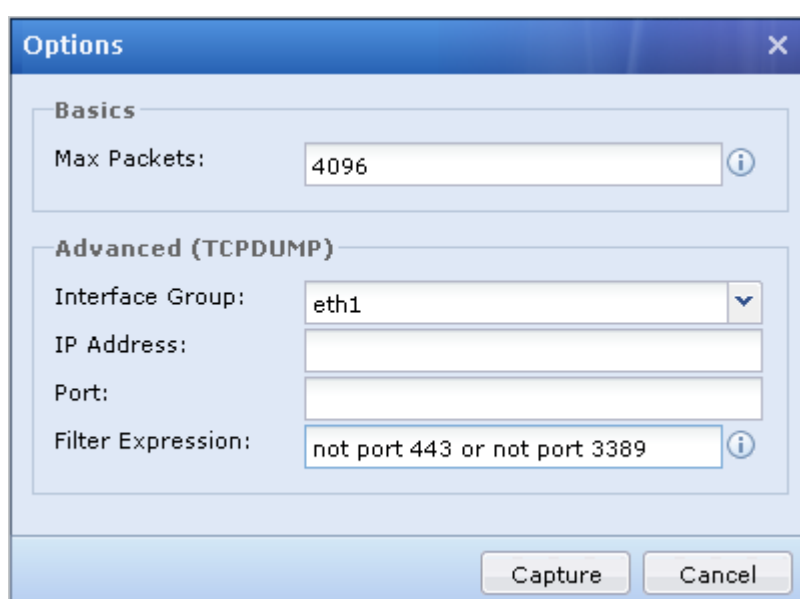 Options
Basics
Max Packets: 4096
Advanced (TCPDUMP)
Interface Group: eth1
IP Address:
Port:
Filter Expression: not port 443 or not port 3389
Capture Cancel